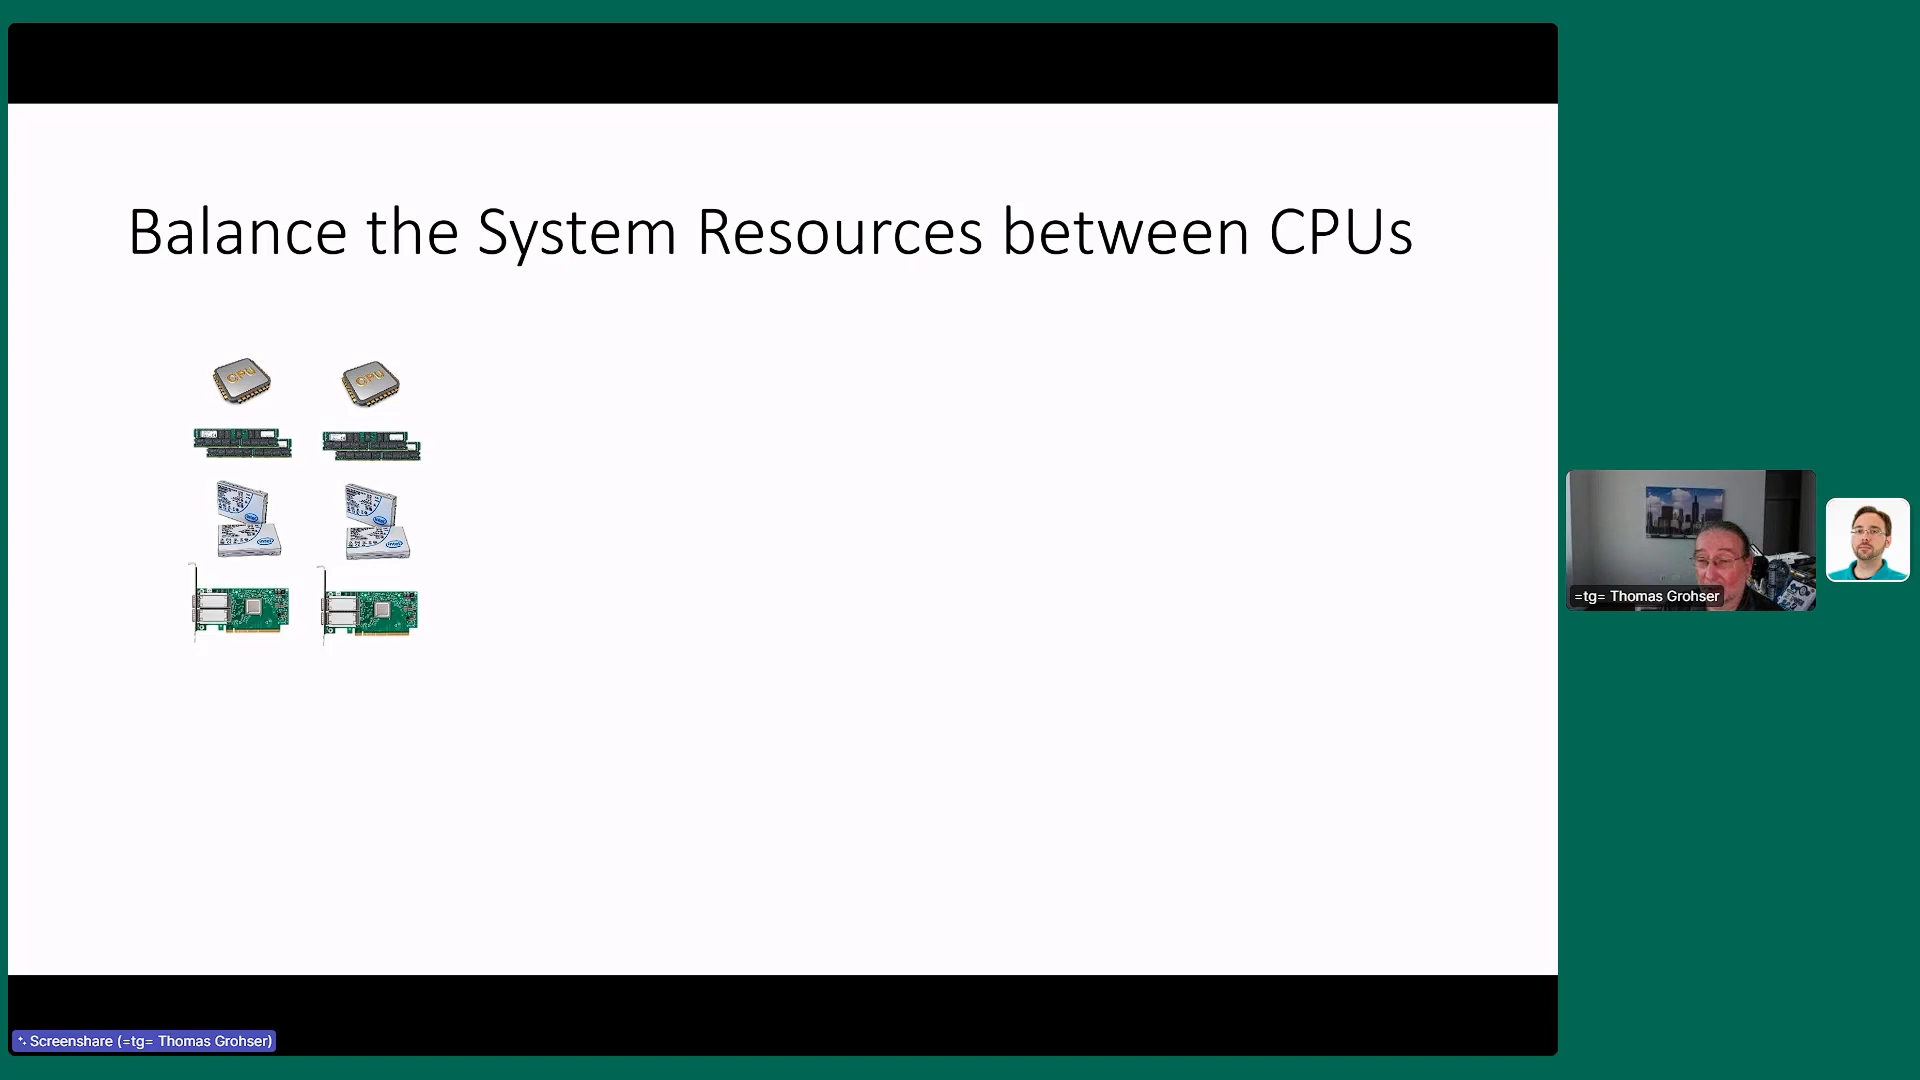 Balance the System Resources between CPUs
CPU
CPU
=tg= Thomas Grohser
Screenshare (=tg= Thomas Grohser)